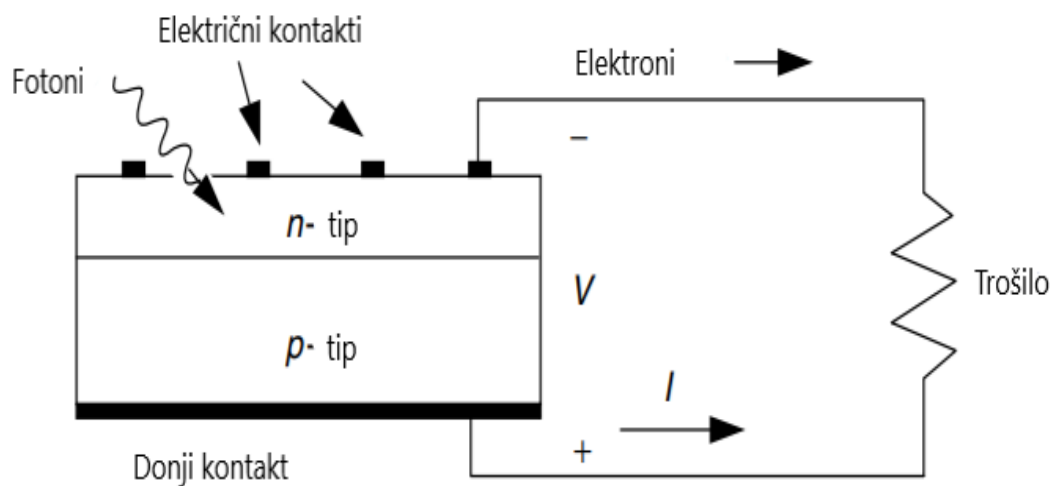 Električni kontakti
Fotoni
Elektroni
–
n- tip
V
Trošilo
p- tip
I
+
Donji kontakt